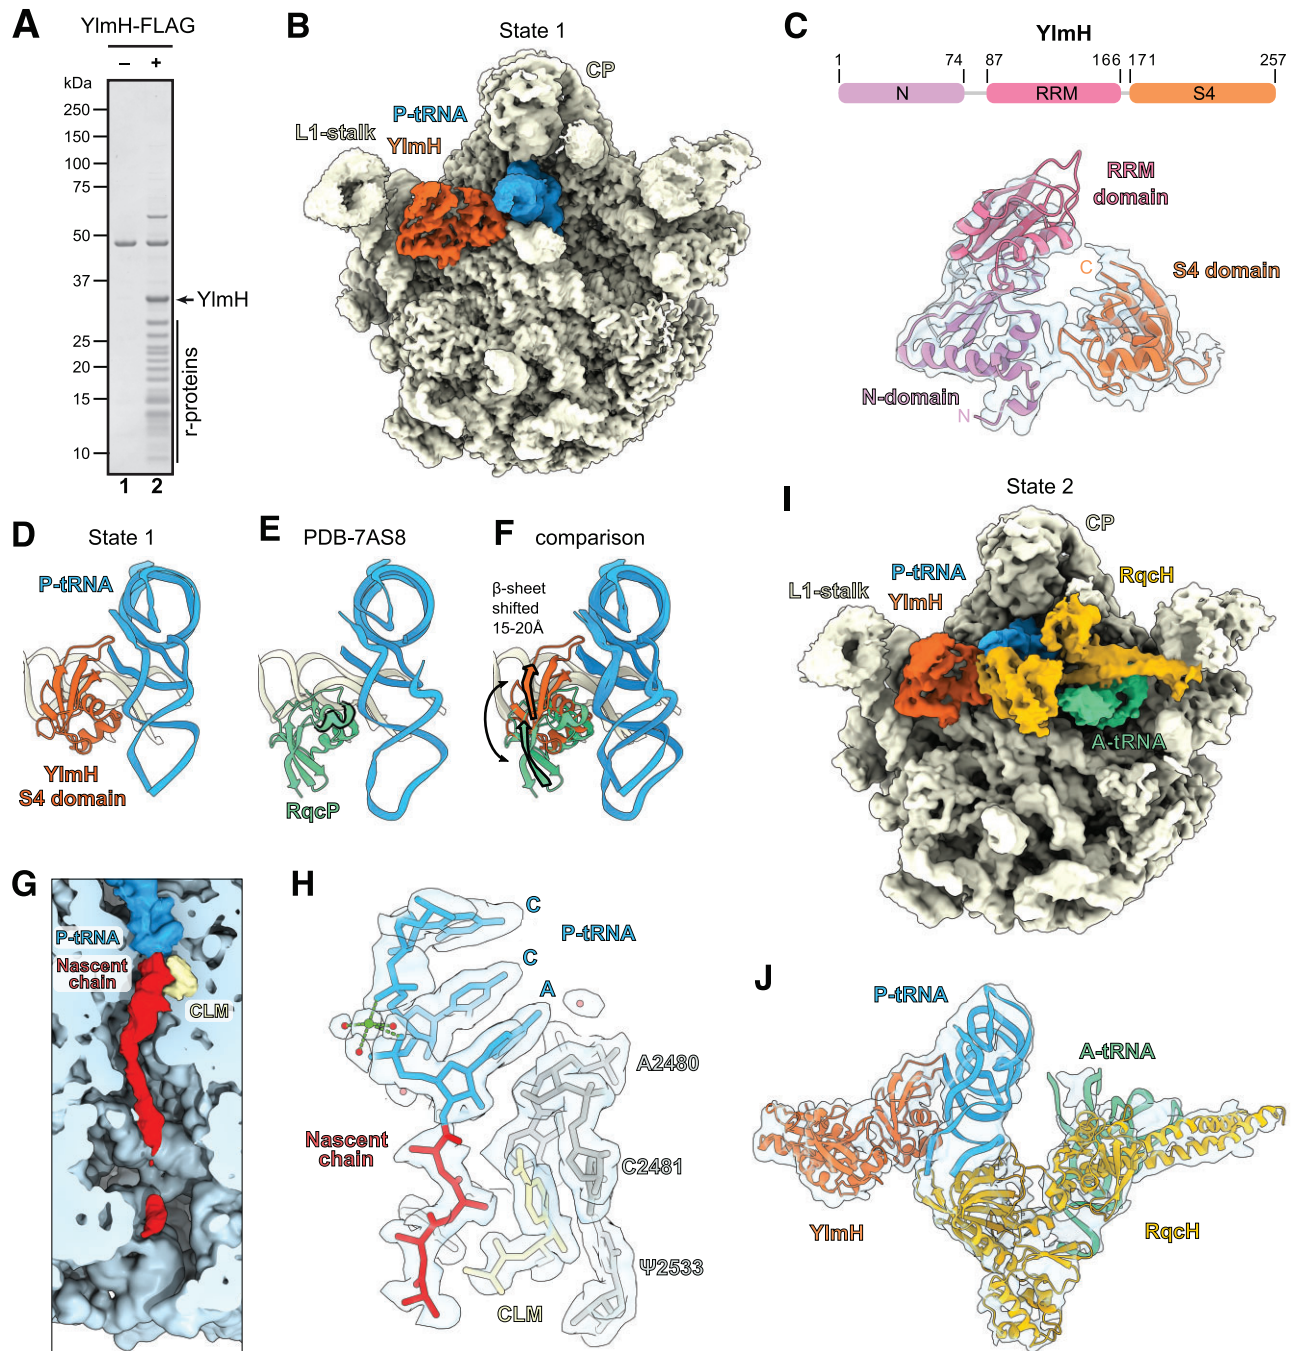 A
YlmH-FLAG
– +
kDa
250
150
100
75
50
37
25
20
15
10
YlmH
r-proteins
1 2
B
State 1
CP
P-tRNA
L1-stalk
YlmH
C
YlmH
1 74 87 166 171 257
N RRM S4
RRM
domain
C
S4 domain
N-domain
N
D
State 1
P-tRNA
YlmH
S4 domain
E
PDB-7AS8
RqcP
F
comparison
β-sheet
shifted
15-20Å
G
P-tRNA
Nascent
chain
CLM
H
C
P-tRNA
C
A
A2480
Nascent
chain
C2481
Ψ2533
CLM
I
State 2
CP
P-tRNA
RqcH
L1-stalk
YlmH
A-tRNA
J
P-tRNA
A-tRNA
YlmH
RqcH